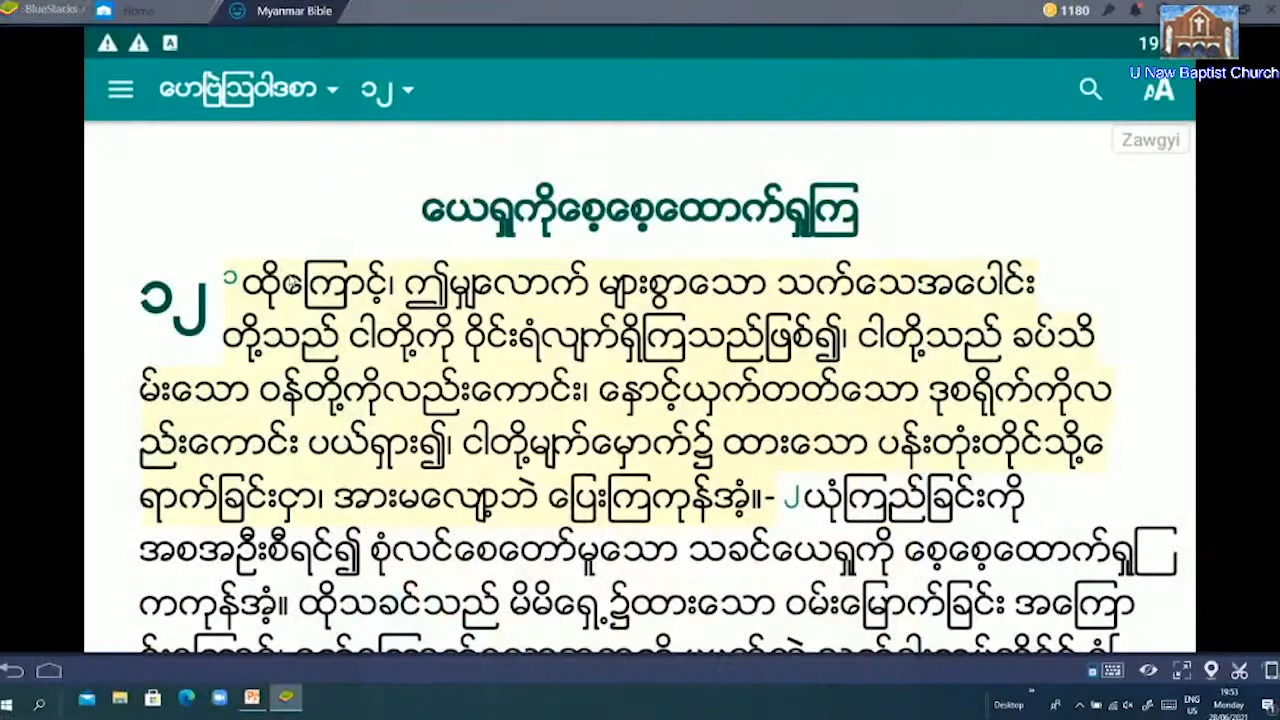 BlueStacks
Home
Myanmar Bible
1180
19
U Naw Baptist Church
ဟေဗြဲဩဝါဒစာ
၁၂
AA
Zawgyi
ယေရှုကိုစေ့စေ့ထောက်ရှုကြ
၁၂
၁ ထိုကြောင့်၊ ဤမျှလောက် များစွာသော သက်သေအပေါင်း
တို့သည် ငါတို့ကို ဝိုင်းရံလျက်ရှိကြသည်ဖြစ်၍၊ ငါတို့သည် ခပ်သိ
မ်းသော ဝန်တို့ကိုလည်းကောင်း၊ နှောင့်ယှက်တတ်သော ဒုစရိုက်ကိုလ
ည်းကောင်း ပယ်ရှား၍၊ ငါတို့မျက်မှောက်၌ ထားသော ပန်းတုံးတိုင်သို့ရေ
ာက်ခြင်းငှာ၊ အားမလျော့ဘဲ ပြေးကြကုန်အံ့။- ၂ ယုံကြည်ခြင်းကို
အစအဦးစီရင်၍ စုံလင်စေတော်မူသော သခင်ယေရှုကို စေ့စေ့ထောက်ရှုကြ
ကကုန်အံ့။ ထိုသခင်သည် မိမိရှေ့၌ထားသော ဝမ်းမြောက်ခြင်း အကြော
Desktop
ENG
US
19:53
Monday
28/06/2021